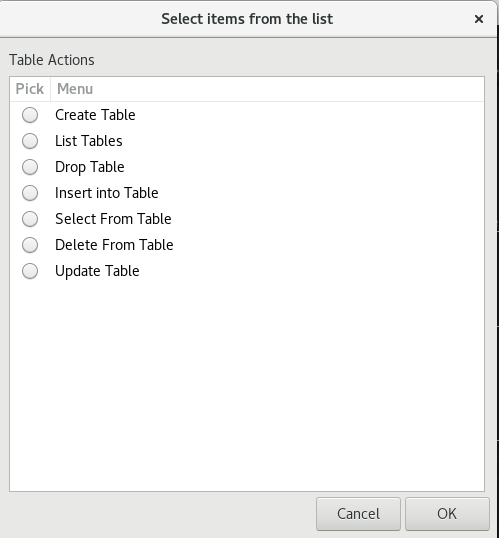 Select items from the list
Table Actions
Pick Menu
Create Table
List Tables
Drop Table
Insert into Table
Select From Table
Delete From Table
Update Table
Cancel OK